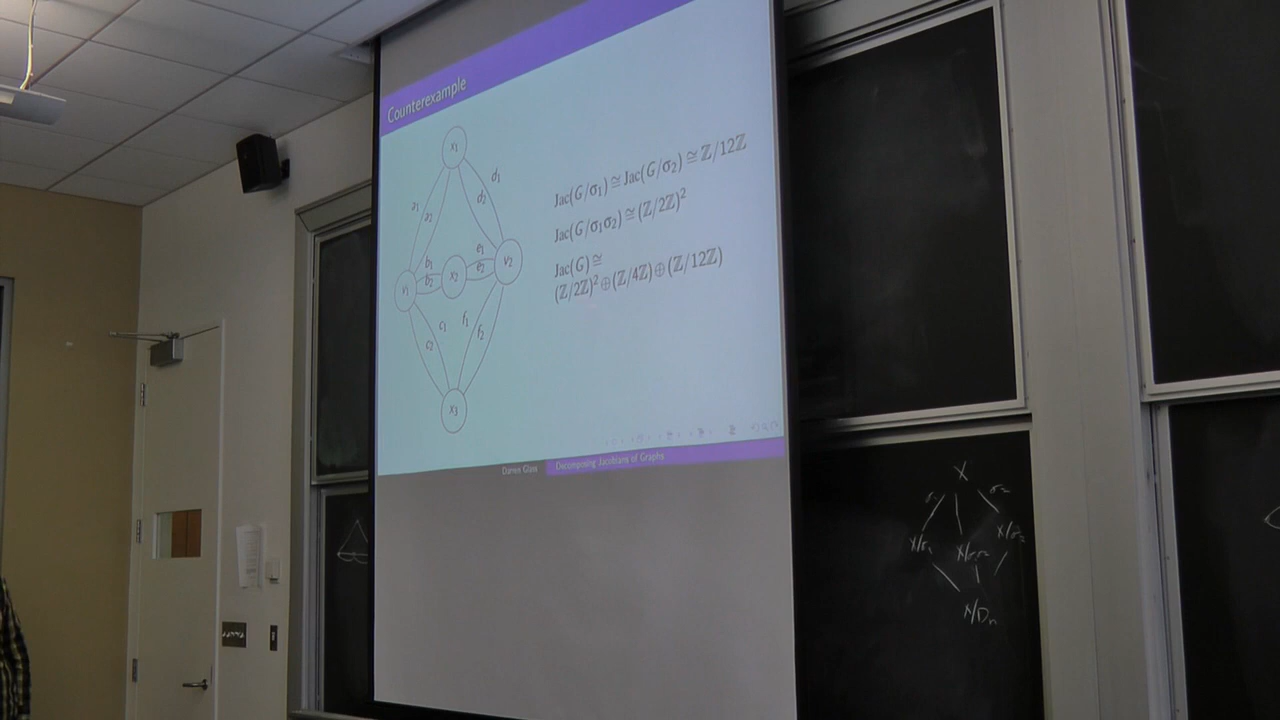 Counterexample
x₁
d₁
a₁
a₂
d₂
b₁
b₂
e₁
e₂
v₁
x₂
v₂
c₁
c₂
f₁
f₂
x₃
Jac(G/σ₁) ≅ Jac(G/σ₂) ≅ ℤ/12ℤ
Jac(G/σ₁σ₂) ≅ (ℤ/2ℤ)²
Jac(G) ≅
(ℤ/2ℤ)² ⊕ (ℤ/4ℤ) ⊕ (ℤ/12ℤ)
Darren Glass
Decomposing Jacobians of Graphs
X
σ₁ σ₂
X/σ₁ X/σ₁σ₂ X/σ₂
X/Dₙ